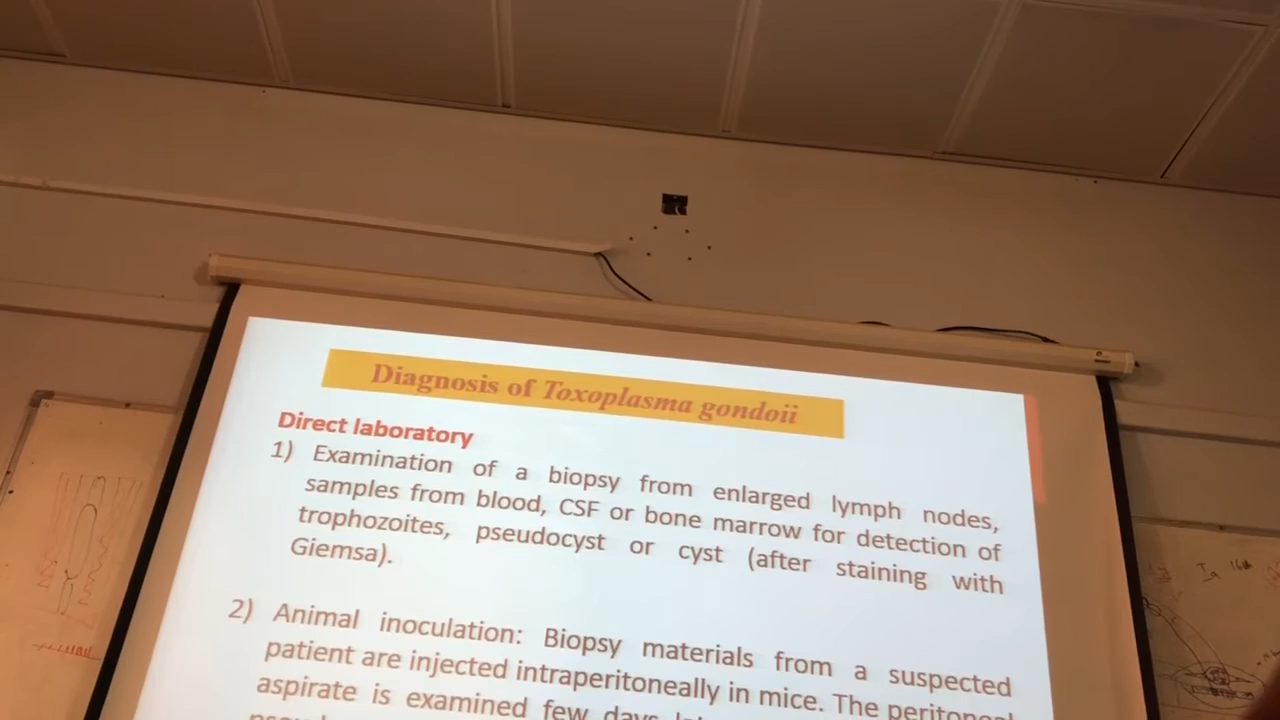 Diagnosis of Toxoplasma gondoii
Direct laboratory
1) Examination of a biopsy from enlarged lymph nodes,
samples from blood, CSF or bone marrow for detection of
trophozoites, pseudocyst or cyst (after staining with
Giemsa).
2) Animal inoculation: Biopsy materials from a suspected
patient are injected intraperitoneally in mice. The peritoneal
aspirate is examined few days